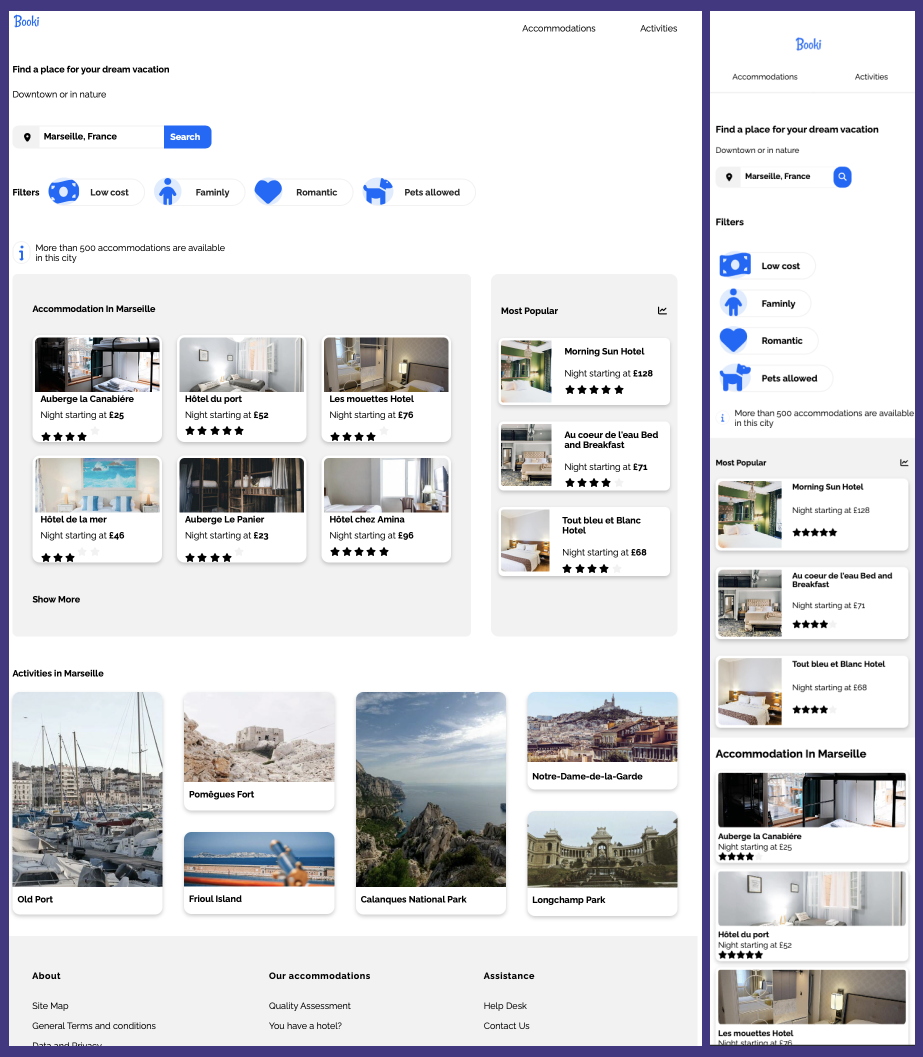 Booki
Accommodations Activities
Find a place for your dream vacation
Downtown or in nature
Marseille, France Search
Filters Low cost Faminly Romantic Pets allowed
More than 500 accommodations are available
in this city
Accommodation In Marseille
Auberge la Canabiére
Night starting at £25
Hôtel du port
Night starting at £52
Les mouettes Hotel
Night starting at £76
Hôtel de la mer
Night starting at £46
Auberge Le Panier
Night starting at £23
Hôtel chez Amina
Night starting at £96
Show More
Most Popular
Morning Sun Hotel
Night starting at £128
Au coeur de l'eau Bed
and Breakfast
Night starting at £71
Tout bleu et Blanc
Hotel
Night starting at £68
Activities in Marseille
Old Port
Pomêgues Fort
Frioul Island
Calanques National Park
Notre-Dame-de-la-Garde
Longchamp Park
About
Site Map
General Terms and conditions
Data and Privacy
Our accommodations
Quality Assessment
You have a hotel?
Assistance
Help Desk
Contact Us
Booki
Accommodations Activities
Find a place for your dream vacation
Downtown or in nature
Marseille, France
Filters
Low cost
Faminly
Romantic
Pets allowed
More than 500 accommodations are available
in this city
Most Popular
Morning Sun Hotel
Night starting at £128
Au coeur de l'eau Bed and
Breakfast
Night starting at £71
Tout bleu et Blanc Hotel
Night starting at £68
Accommodation In Marseille
Auberge la Canabiére
Night starting at £25
Hôtel du port
Night starting at £52
Les mouettes Hotel
Night starting at £76